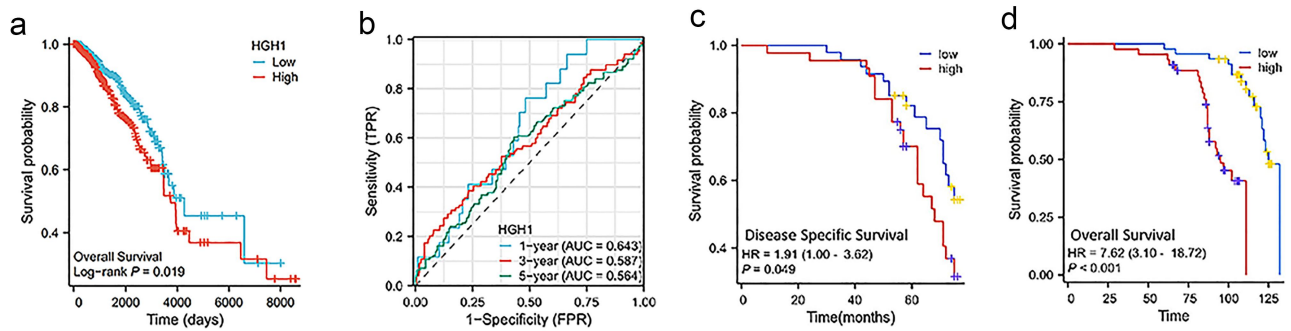 a
HGH1
Low
High
1.0
0.8
0.6
0.4
Survival probability
Overall Survival
Log-rank P = 0.019
0
2000
4000
6000
8000
Time (days)
b
1.0
0.8
0.6
0.4
0.2
0.0
Sensitivity (TPR)
HGH1
1-year (AUC = 0.643)
3-year (AUC = 0.587)
5-year (AUC = 0.564)
0.00
0.25
0.50
0.75
1.00
1-Specificity (FPR)
c
low
high
1.0
0.8
0.6
0.4
Survival probability
Disease Specific Survival
HR = 1.91 (1.00 - 3.62)
P = 0.049
0
20
40
60
Time(months)
d
low
high
1.00
0.75
0.50
0.25
0.00
Survival probability
Overall Survival
HR = 7.62 (3.10 - 18.72)
P < 0.001
0
25
50
75
100
125
Time